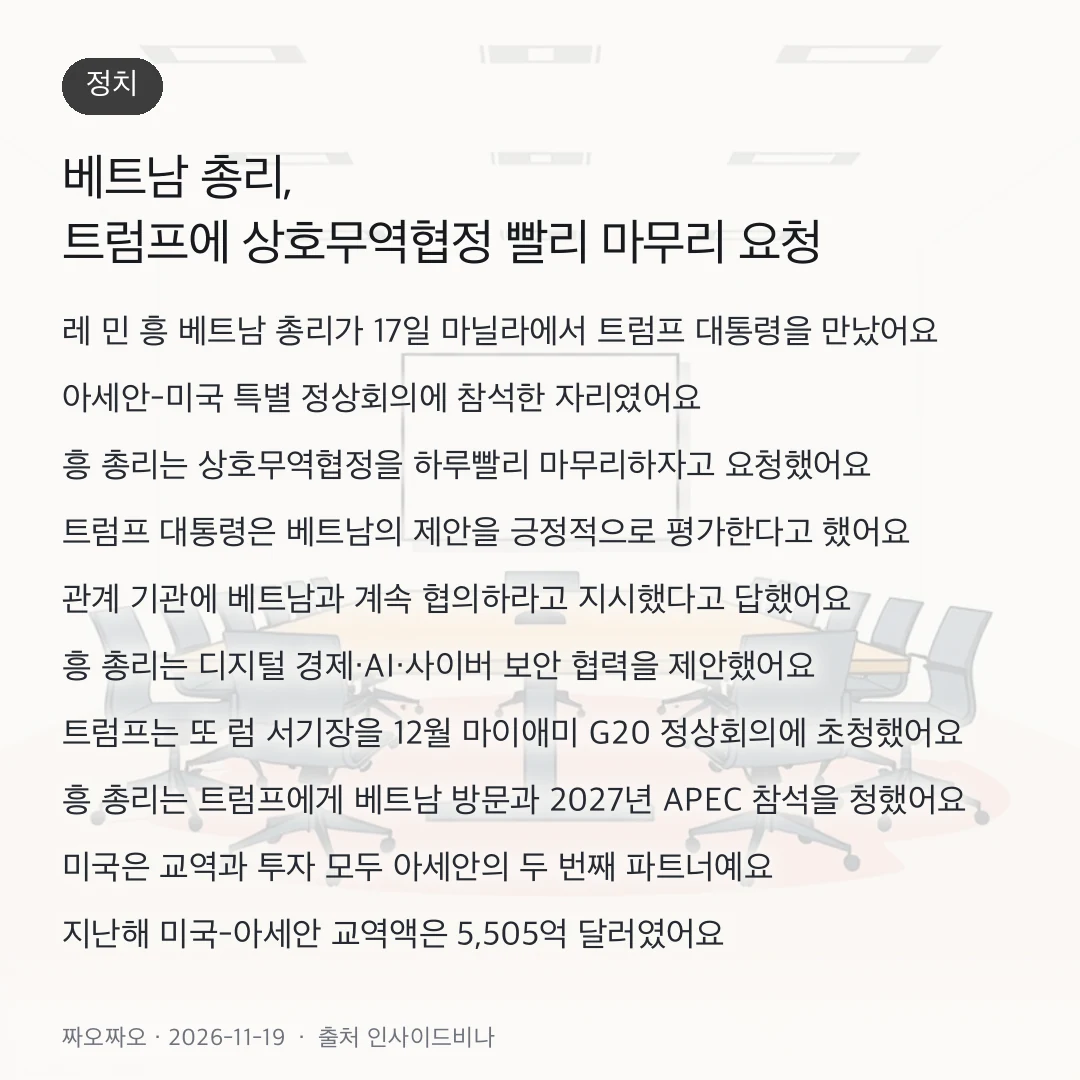 정치
베트남 총리,
트럼프에 상호무역협정 빨리 마무리 요청
레 민 흥 베트남 총리가 17일 마닐라에서 트럼프 대통령을 만났어요
아세안-미국 특별 정상회의에 참석한 자리였어요
흥 총리는 상호무역협정을 하루빨리 마무리하자고 요청했어요
트럼프 대통령은 베트남의 제안을 긍정적으로 평가한다고 했어요
관계 기관에 베트남과 계속 협의하라고 지시했다고 답했어요
흥 총리는 디지털 경제·AI·사이버 보안 협력을 제안했어요
트럼프는 또 럼 서기장을 12월 마이애미 G20 정상회의에 초청했어요
흥 총리는 트럼프에게 베트남 방문과 2027년 APEC 참석을 청했어요
미국은 교역과 투자 모두 아세안의 두 번째 파트너예요
지난해 미국-아세안 교역액은 5,505억 달러였어요
짜오짜오 · 2026-11-19 · 출처 인사이드비나